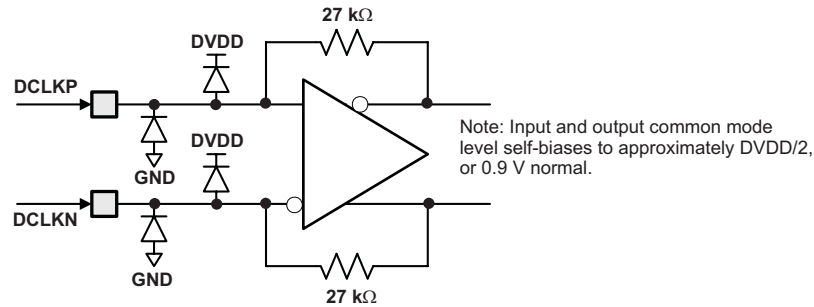 27 kΩ
DVDD
DCLKP
DVDD
GND
Note: Input and output common mode
level self-biases to approximately DVDD/2,
or 0.9 V normal.
DCLKN
GND
27 kΩ